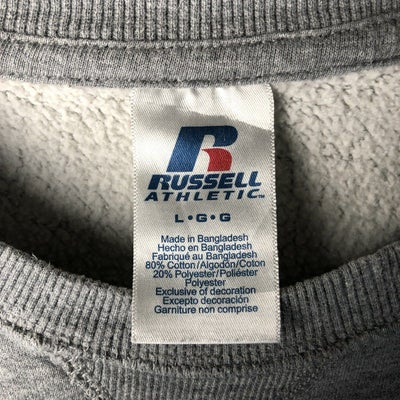 R
RUSSELL
ATHLETIC™
L•G•G
Made in Bangladesh
Hecho en Bangladesh
Fabriqué au Bangladesh
80% Cotton/Algodón/Coton
20% Polyester/Poliéster
Polyester
Exclusive of decoration
Excepto decoración
Garniture non comprise